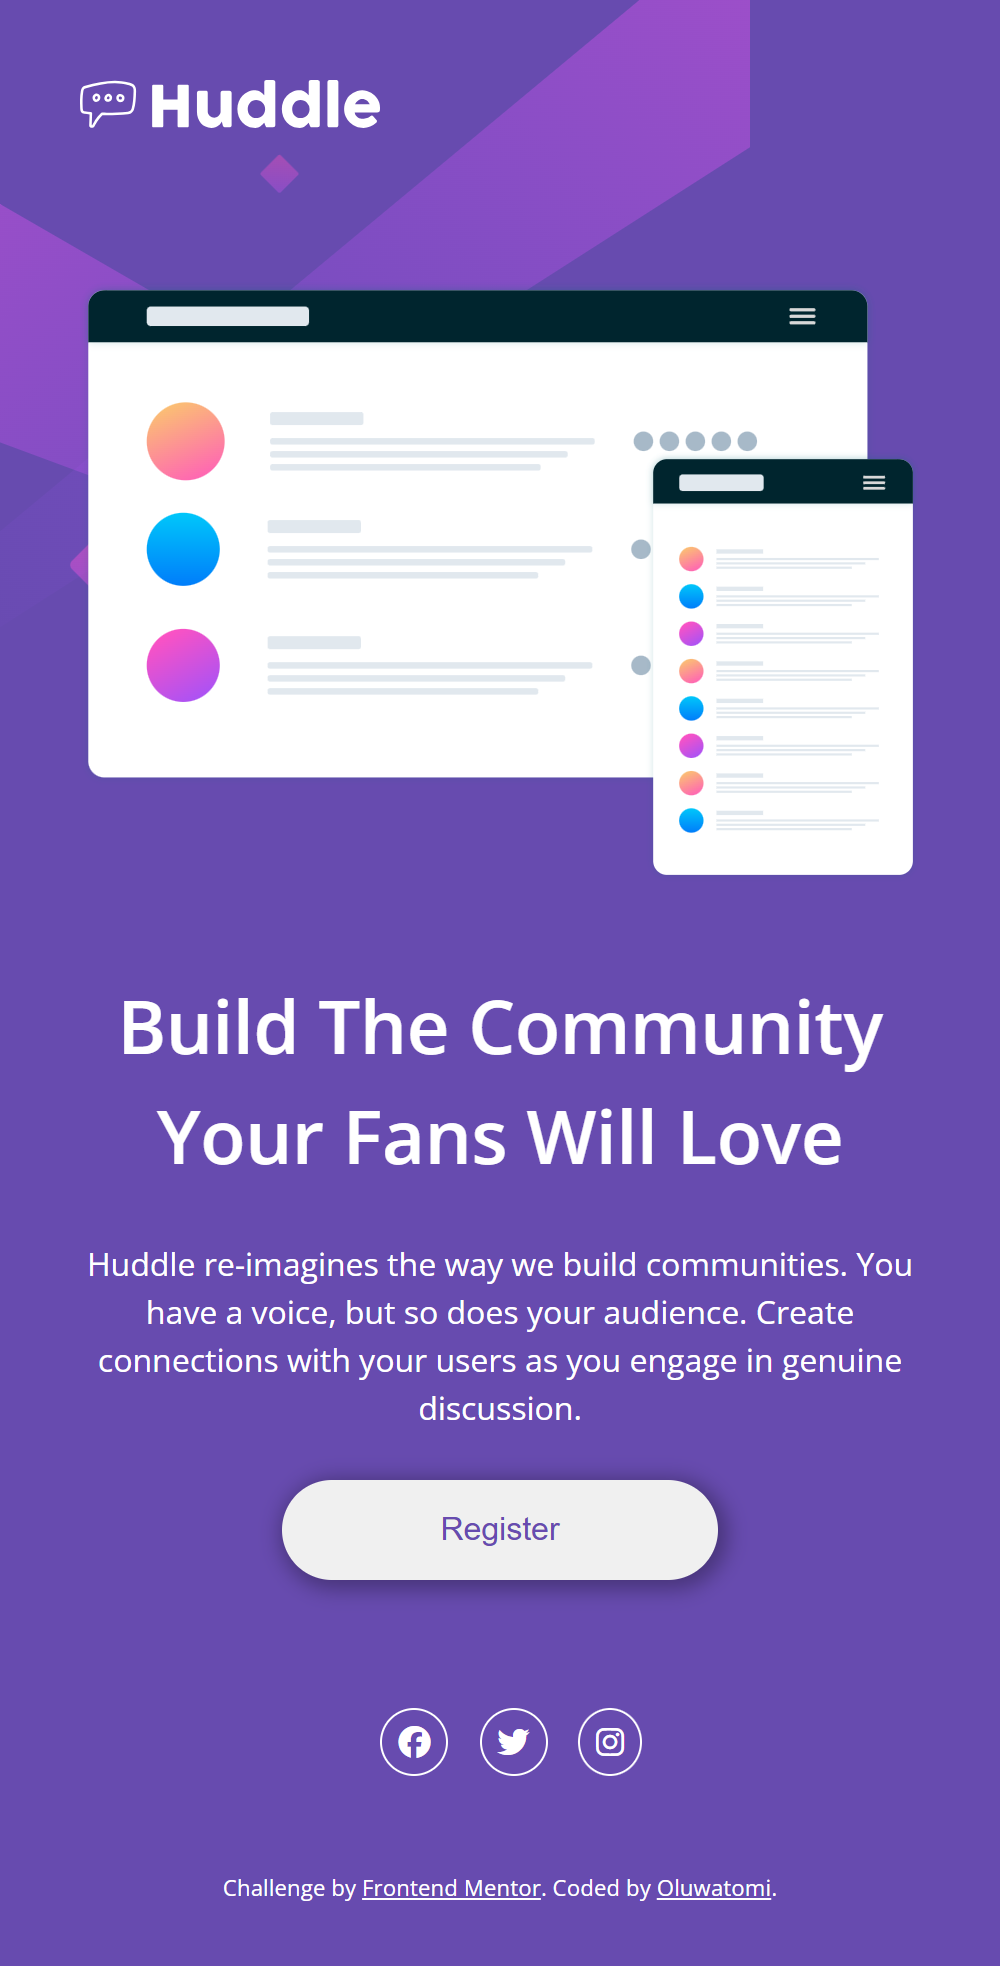 Huddle
Build The Community
Your Fans Will Love
Huddle re-imagines the way we build communities. You
have a voice, but so does your audience. Create
connections with your users as you engage in genuine
discussion.
Register
Challenge by Frontend Mentor. Coded by Oluwatomi.